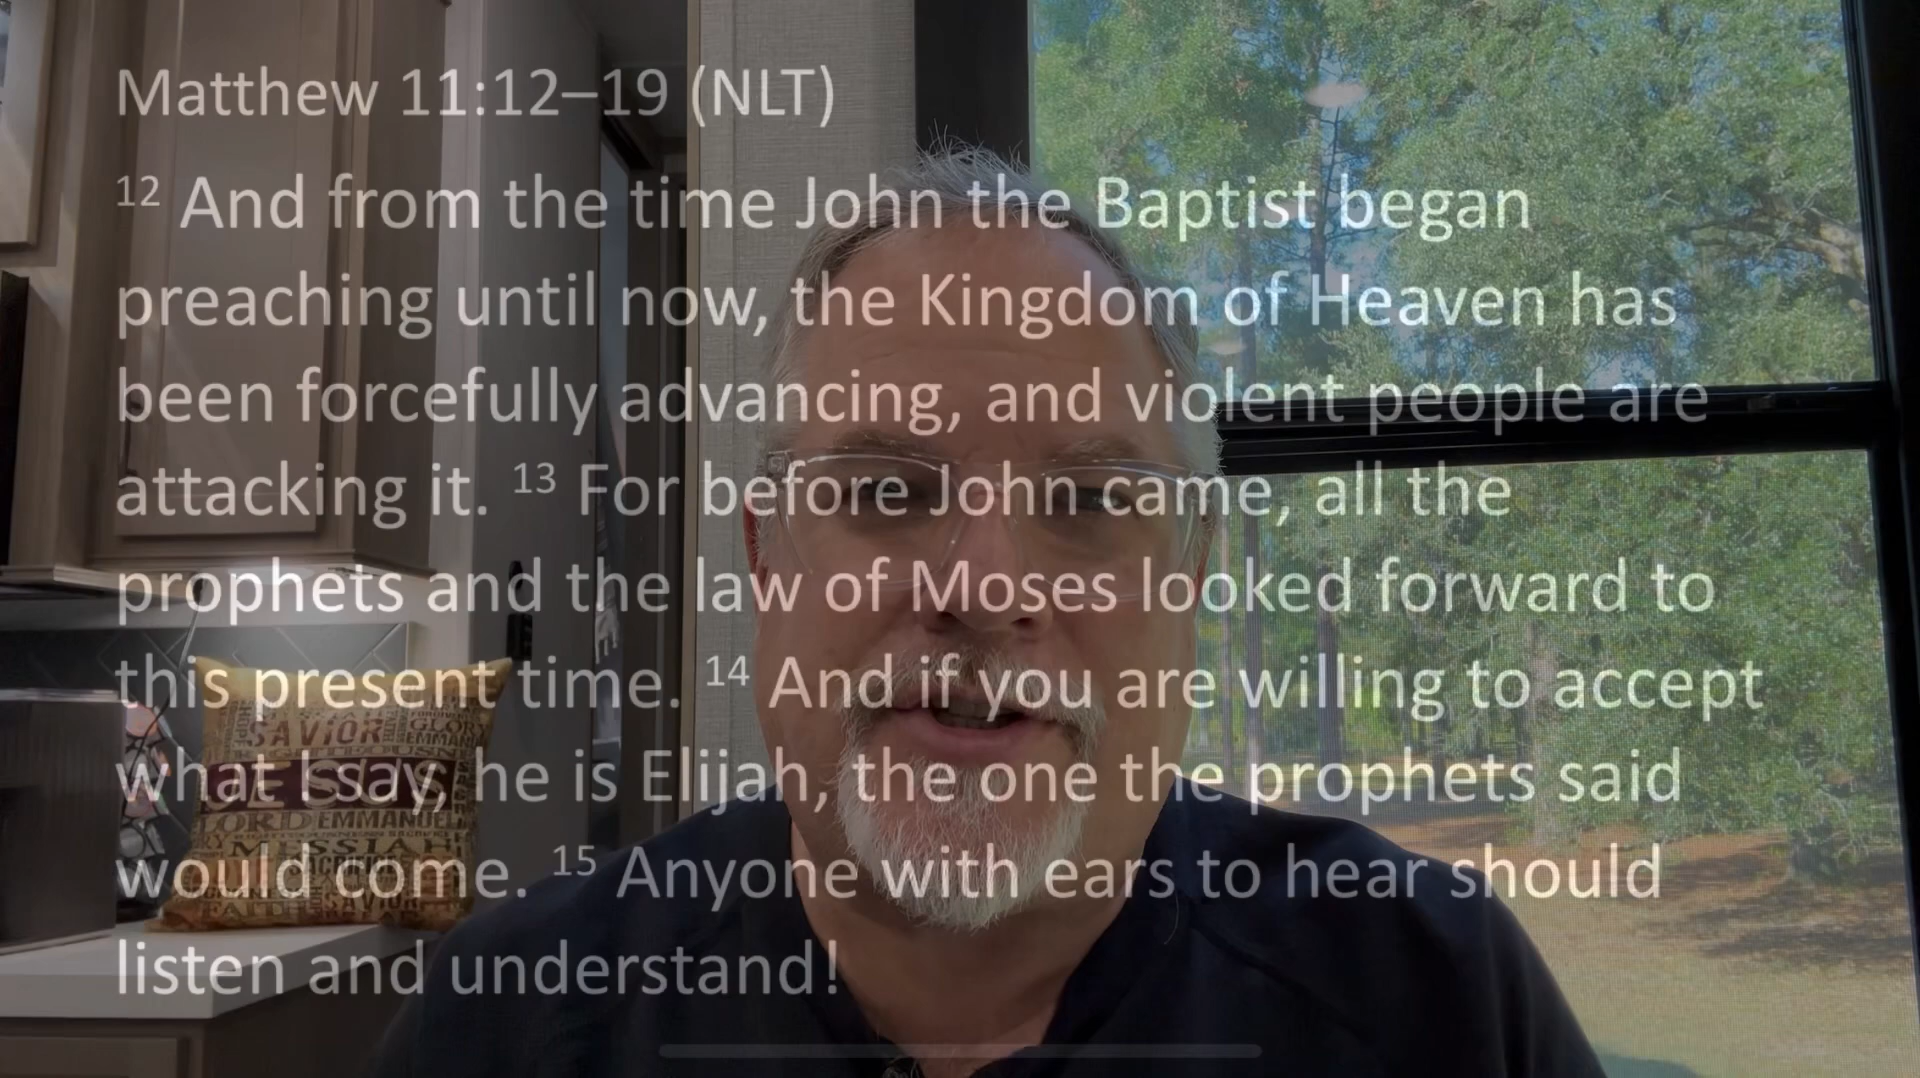 Matthew 11:12–19 (NLT)
12 And from the time John the Baptist began
preaching until now, the Kingdom of Heaven has
been forcefully advancing, and violent people are
attacking it. 13 For before John came, all the
prophets and the law of Moses looked forward to
this present time. 14 And if you are willing to accept
what I say, he is Elijah, the one the prophets said
would come. 15 Anyone with ears to hear should
listen and understand!
SAVIOR
GLORY
JESUS
LORD EMMANUEL
MESSIAH
SAVIOR